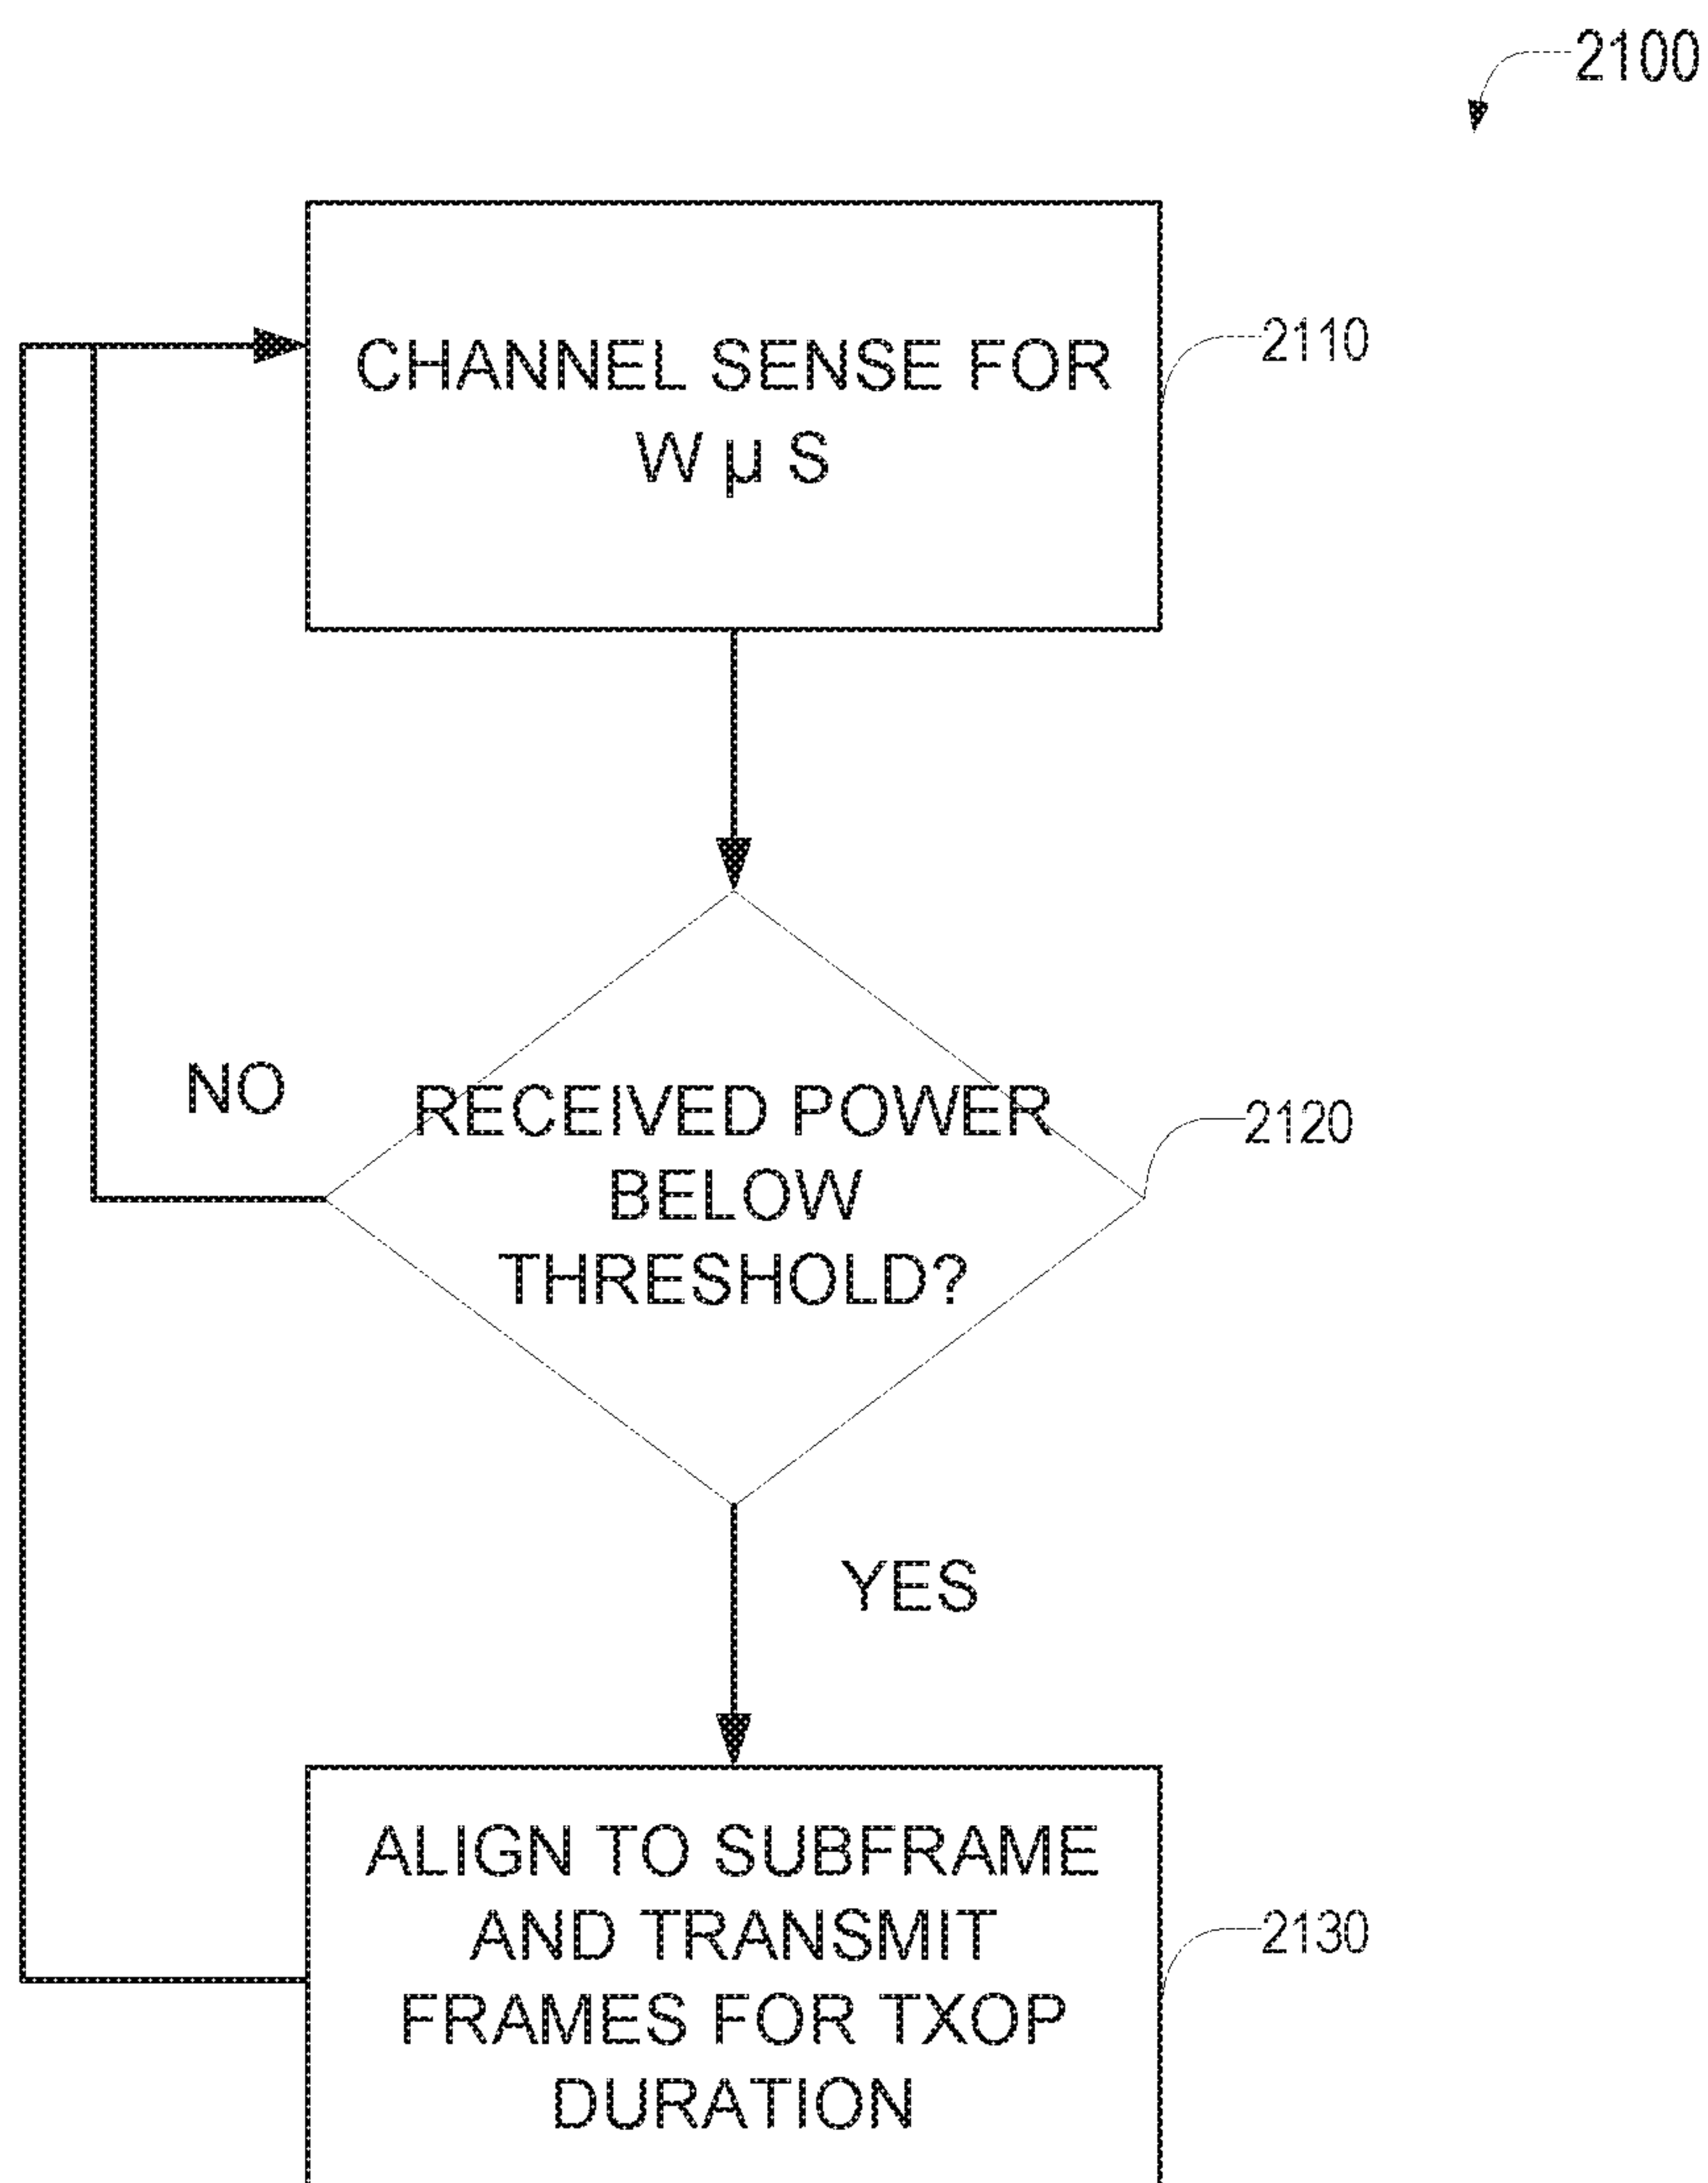 2100
CHANNEL SENSE FOR
W µ S
2110
NO
RECEIVED POWER
BELOW
THRESHOLD?
2120
YES
ALIGN TO SUBFRAME
AND TRANSMIT
FRAMES FOR TXOP
DURATION
2130